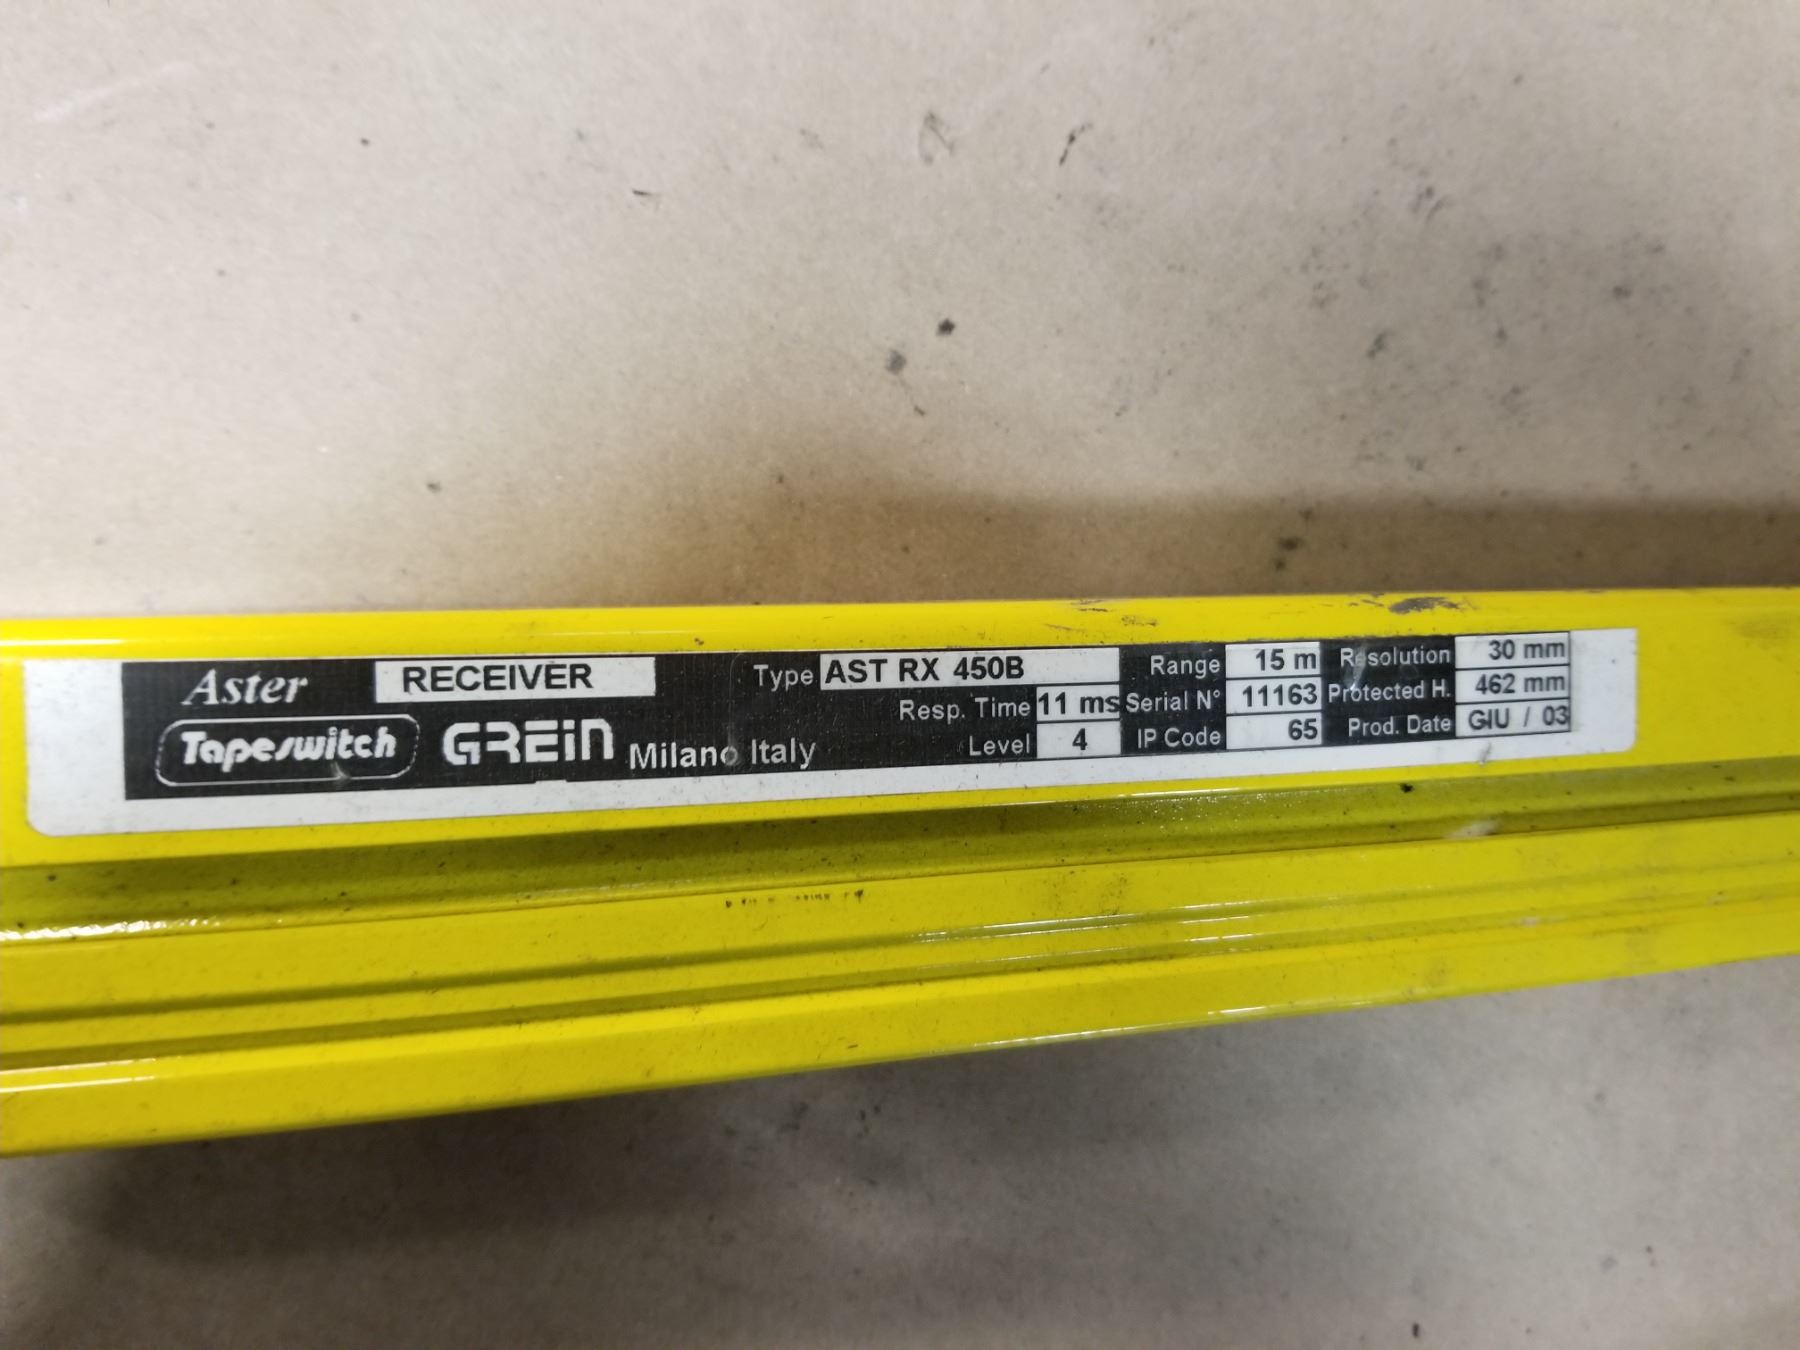 Aster RECEIVER Type AST RX 450B Range 15 m Resolution 30 mm
Resp. Time 11 ms Serial N° 11163 Protected H. 462 mm
Tapeswitch GREIN Milano Italy Level 4 IP Code 65 Prod. Date GIU / 03